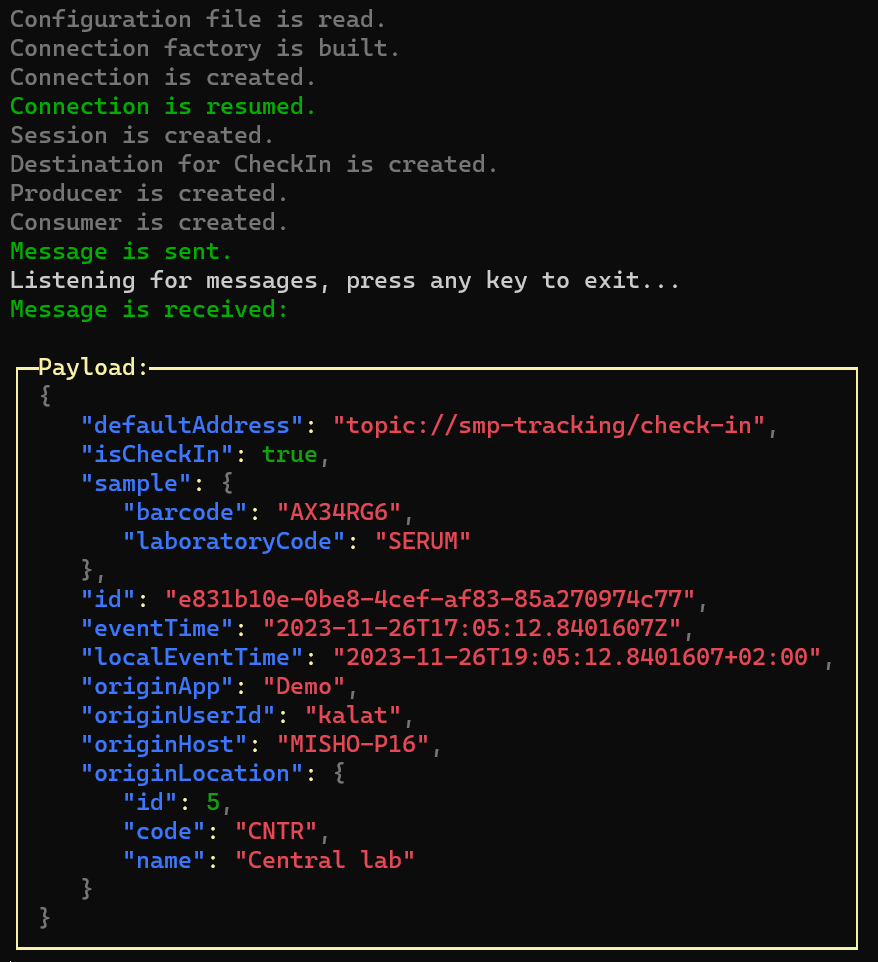 Configuration file is read.
Connection factory is built.
Connection is created.
Connection is resumed.
Session is created.
Destination for CheckIn is created.
Producer is created.
Consumer is created.
Message is sent.
Listening for messages, press any key to exit...
Message is received:
Payload:
{
   "defaultAddress": "topic://smp-tracking/check-in",
   "isCheckIn": true,
   "sample": {
      "barcode": "AX34RG6",
      "laboratoryCode": "SERUM"
   },
   "id": "e831b10e-0be8-4cef-af83-85a270974c77",
   "eventTime": "2023-11-26T17:05:12.8401607Z",
   "localEventTime": "2023-11-26T19:05:12.8401607+02:00",
   "originApp": "Demo",
   "originUserId": "kalat",
   "originHost": "MISHO-P16",
   "originLocation": {
      "id": 5,
      "code": "CNTR",
      "name": "Central lab"
   }
}